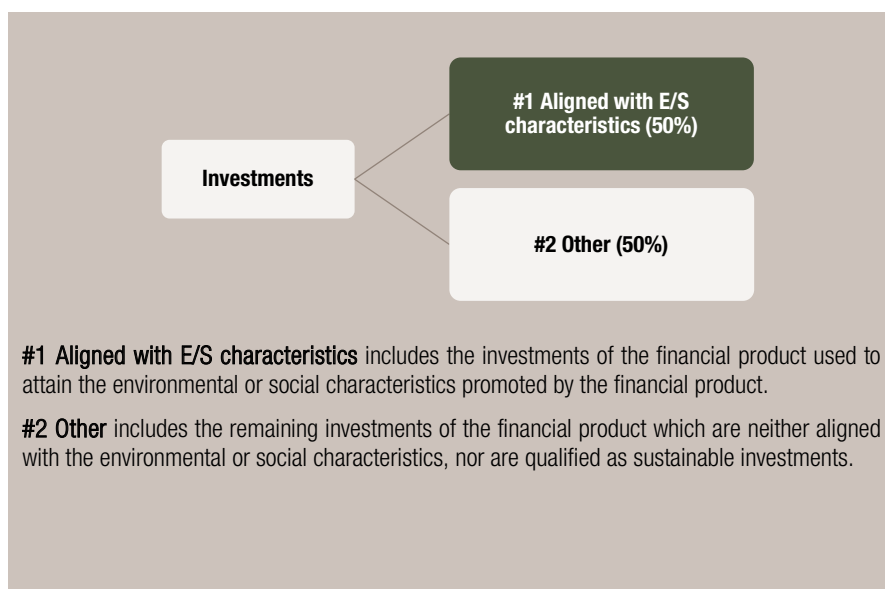 #1 Aligned with E/S
characteristics (50%)
Investments
#2 Other (50%)
#1 Aligned with E/S characteristics includes the investments of the financial product used to
attain the environmental or social characteristics promoted by the financial product.
#2 Other includes the remaining investments of the financial product which are neither aligned
with the environmental or social characteristics, nor are qualified as sustainable investments.